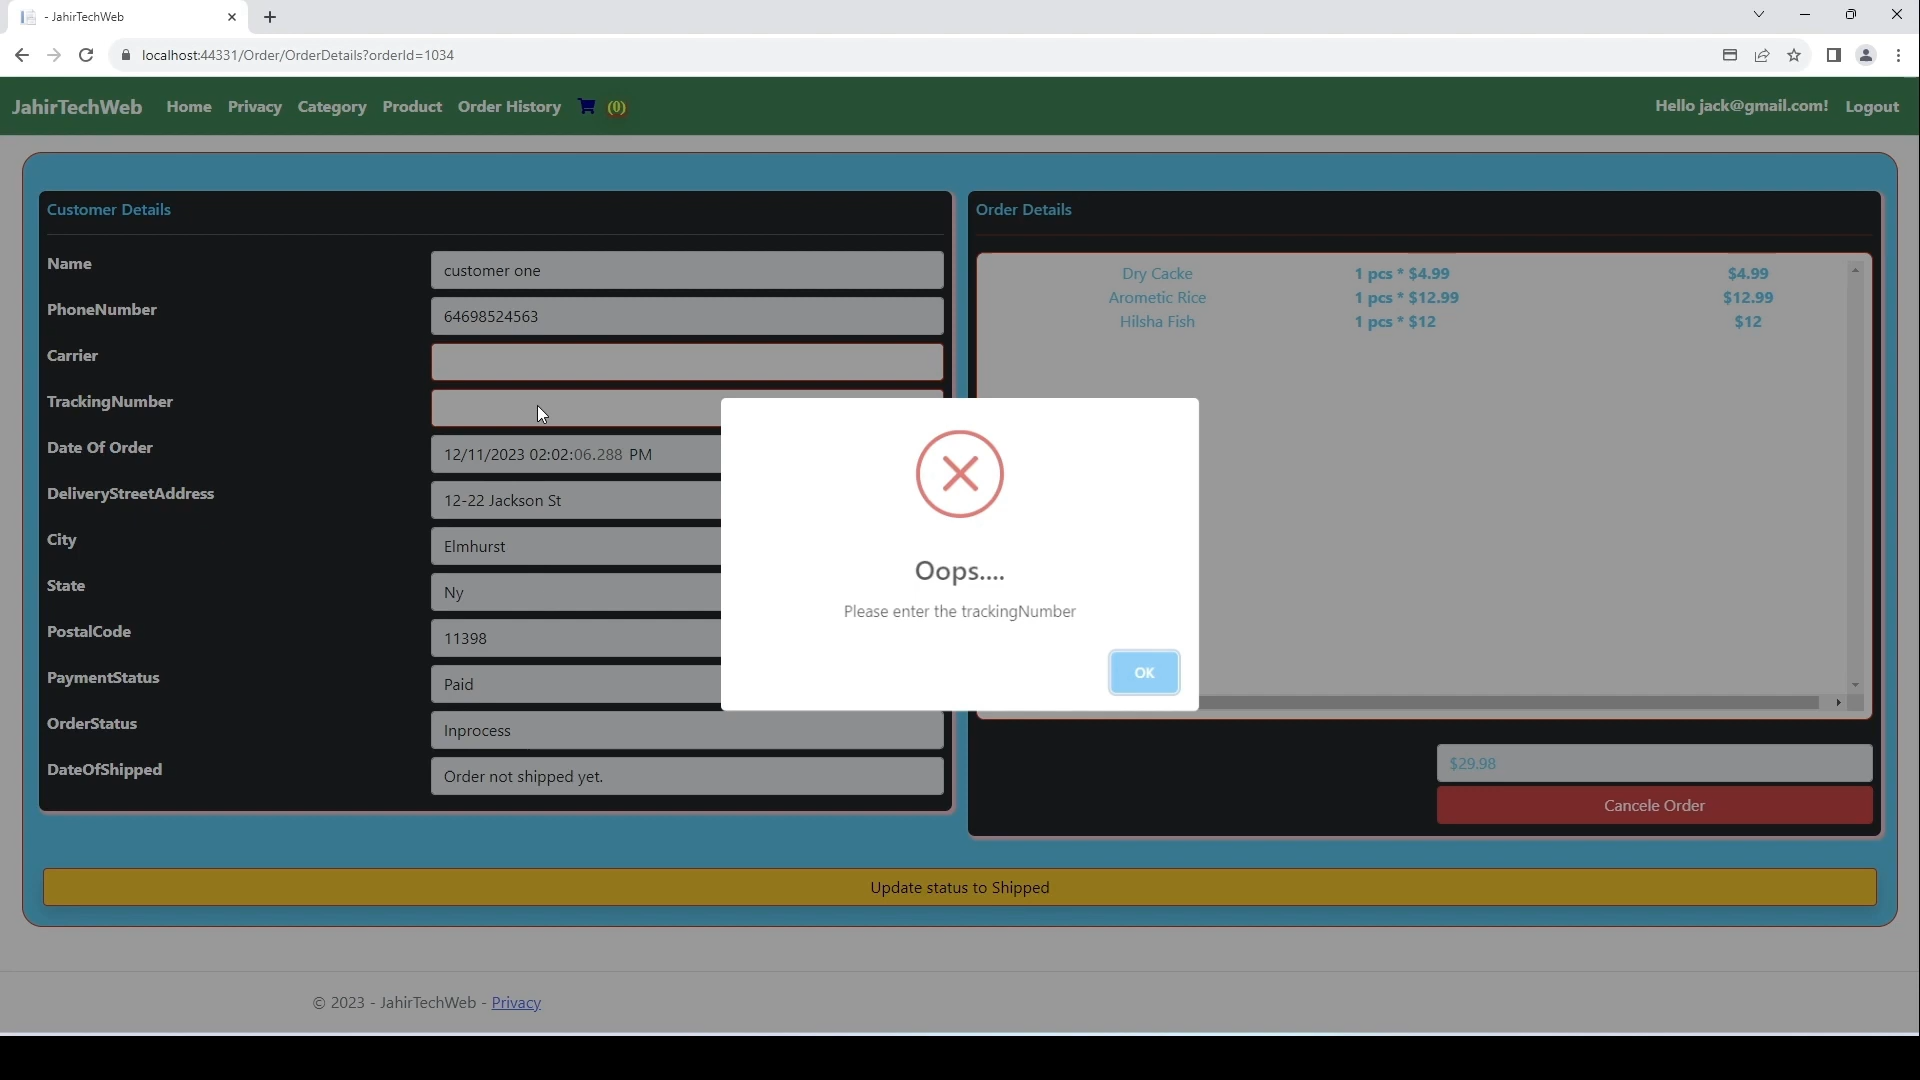 - JahirTechWeb
localhost:44331/Order/OrderDetails?orderId=1034
JahirTechWeb Home Privacy Category Product Order History (0) Hello jack@gmail.com! Logout
Customer Details
Name customer one
PhoneNumber 64698524563
Carrier
TrackingNumber
Date Of Order 12/11/2023 02:02:06.288 PM
DeliveryStreetAddress 12-22 Jackson St
City Elmhurst
State Ny
PostalCode 11398
PaymentStatus Paid
OrderStatus Inprocess
DateOfShipped Order not shipped yet.
Order Details
Dry Cacke 1 pcs * $4.99 $4.99
Arometic Rice 1 pcs * $12.99 $12.99
Hilsha Fish 1 pcs * $12 $12
Oops....
Please enter the trackingNumber
OK
$29.98
Cancele Order
Update status to Shipped
© 2023 - JahirTechWeb - Privacy